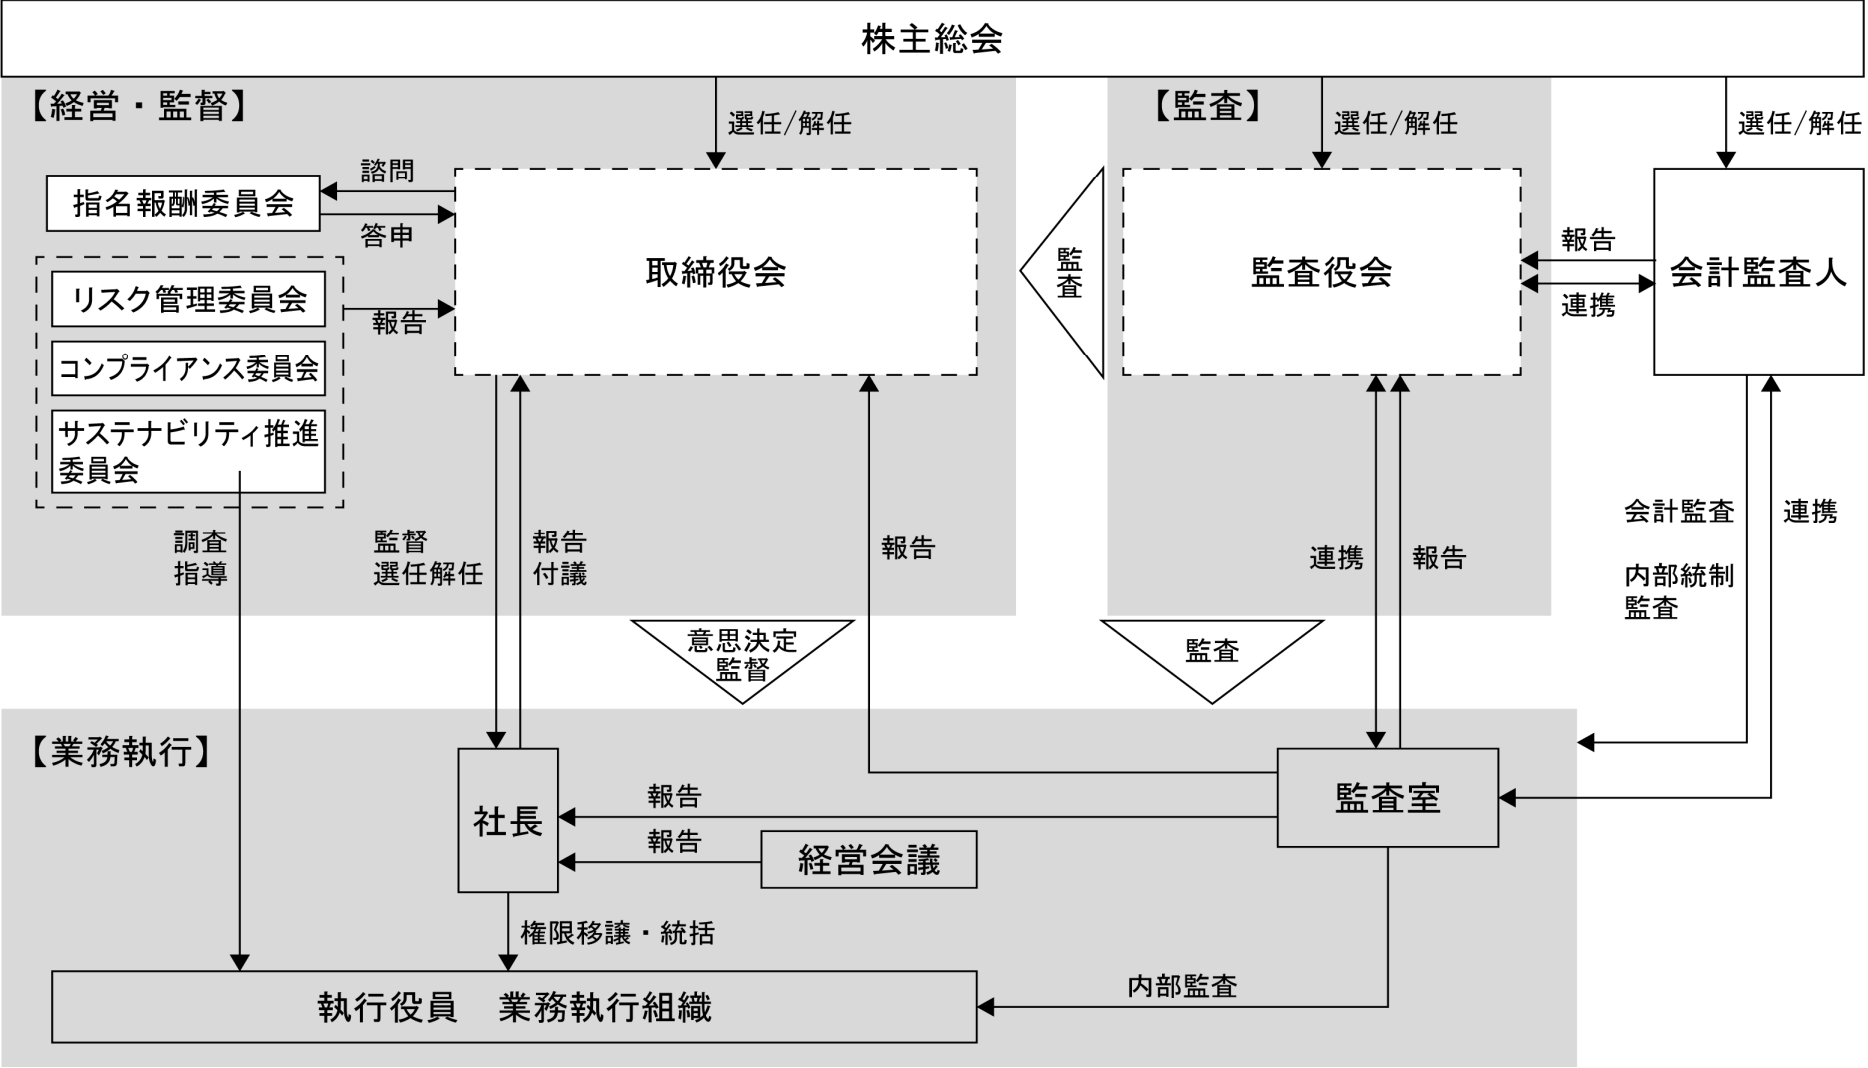 株主総会
【経営・監督】
選任/解任
【監査】
選任/解任
選任/解任
諮問
指名報酬委員会
答申
取締役会
監査
監査役会
報告
連携
会計監査人
リスク管理委員会
報告
コンプライアンス委員会
サステナビリティ推進
委員会
調査
指導
監督
選任解任
報告
付議
報告
連携
報告
会計監査
内部統制
監査
連携
意思決定
監督
監査
【業務執行】
社長
報告
報告
経営会議
監査室
権限移譲・統括
内部監査
執行役員　業務執行組織